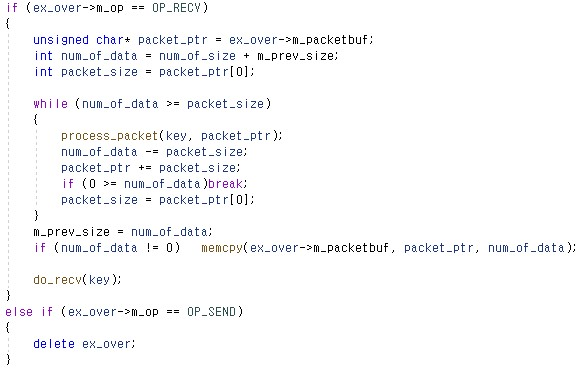 if (ex_over->m_op == OP_RECV)
{
    unsigned char* packet_ptr = ex_over->m_packetbuf;
    int num_of_data = num_of_size + m_prev_size;
    int packet_size = packet_ptr[0];

    while (num_of_data >= packet_size)
    {
        process_packet(key, packet_ptr);
        num_of_data -= packet_size;
        packet_ptr += packet_size;
        if (0 >= num_of_data)break;
        packet_size = packet_ptr[0];
    }
    m_prev_size = num_of_data;
    if (num_of_data != 0)   memcpy(ex_over->m_packetbuf, packet_ptr, num_of_data);

    do_recv(key);
}
else if (ex_over->m_op == OP_SEND)
{
    delete ex_over;
}